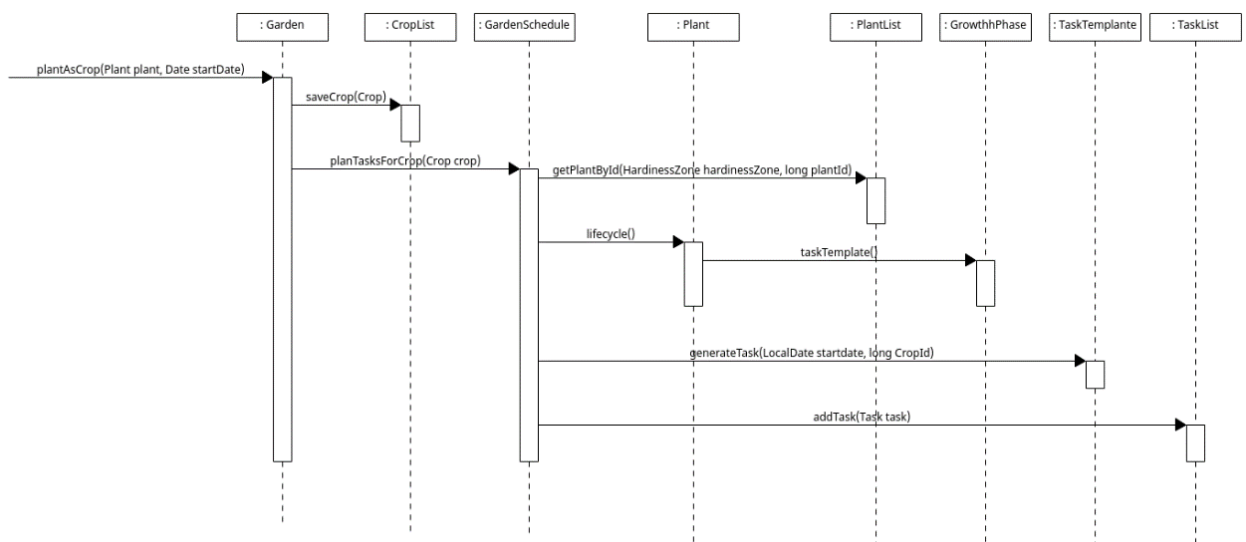 : Garden
: CropList
: GardenSchedule
: Plant
: PlantList
: GrowthhPhase
: TaskTemplante
: TaskList
plantAsCrop(Plant plant, Date startDate)
saveCrop(Crop)
planTasksForCrop(Crop crop)
getPlantById(HardinessZone hardinessZone, long plantId)
lifecycle()
taskTemplate()
generateTask(LocalDate startdate, long CropId)
addTask(Task task)